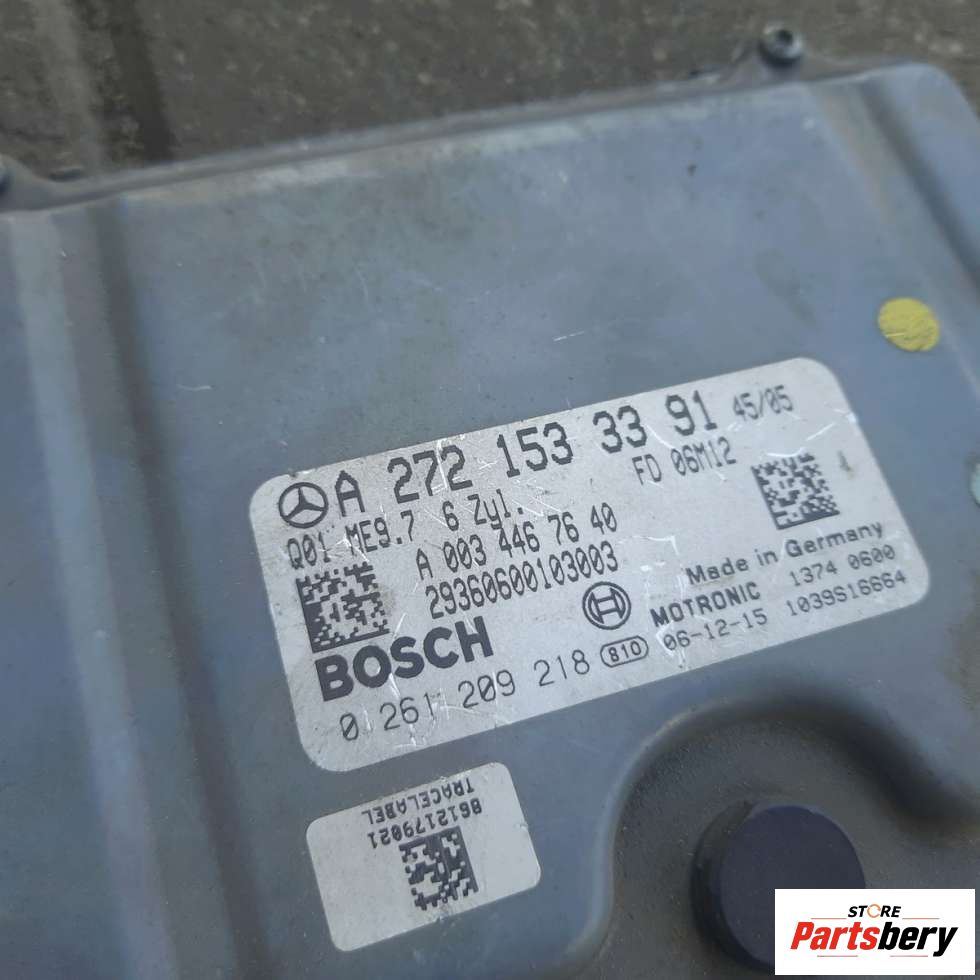 A 272 153 33 91 45/05
Q01 ME9.7 6 Zyl. FD 06M12
A 003 446 76 40
29360600103003
Made in Germany
BOSCH MOTRONIC 1374 0600
0 261 209 218 810 06-12-15 1039S16664
8612179021
TRACELABEL
STORE
Partsbery